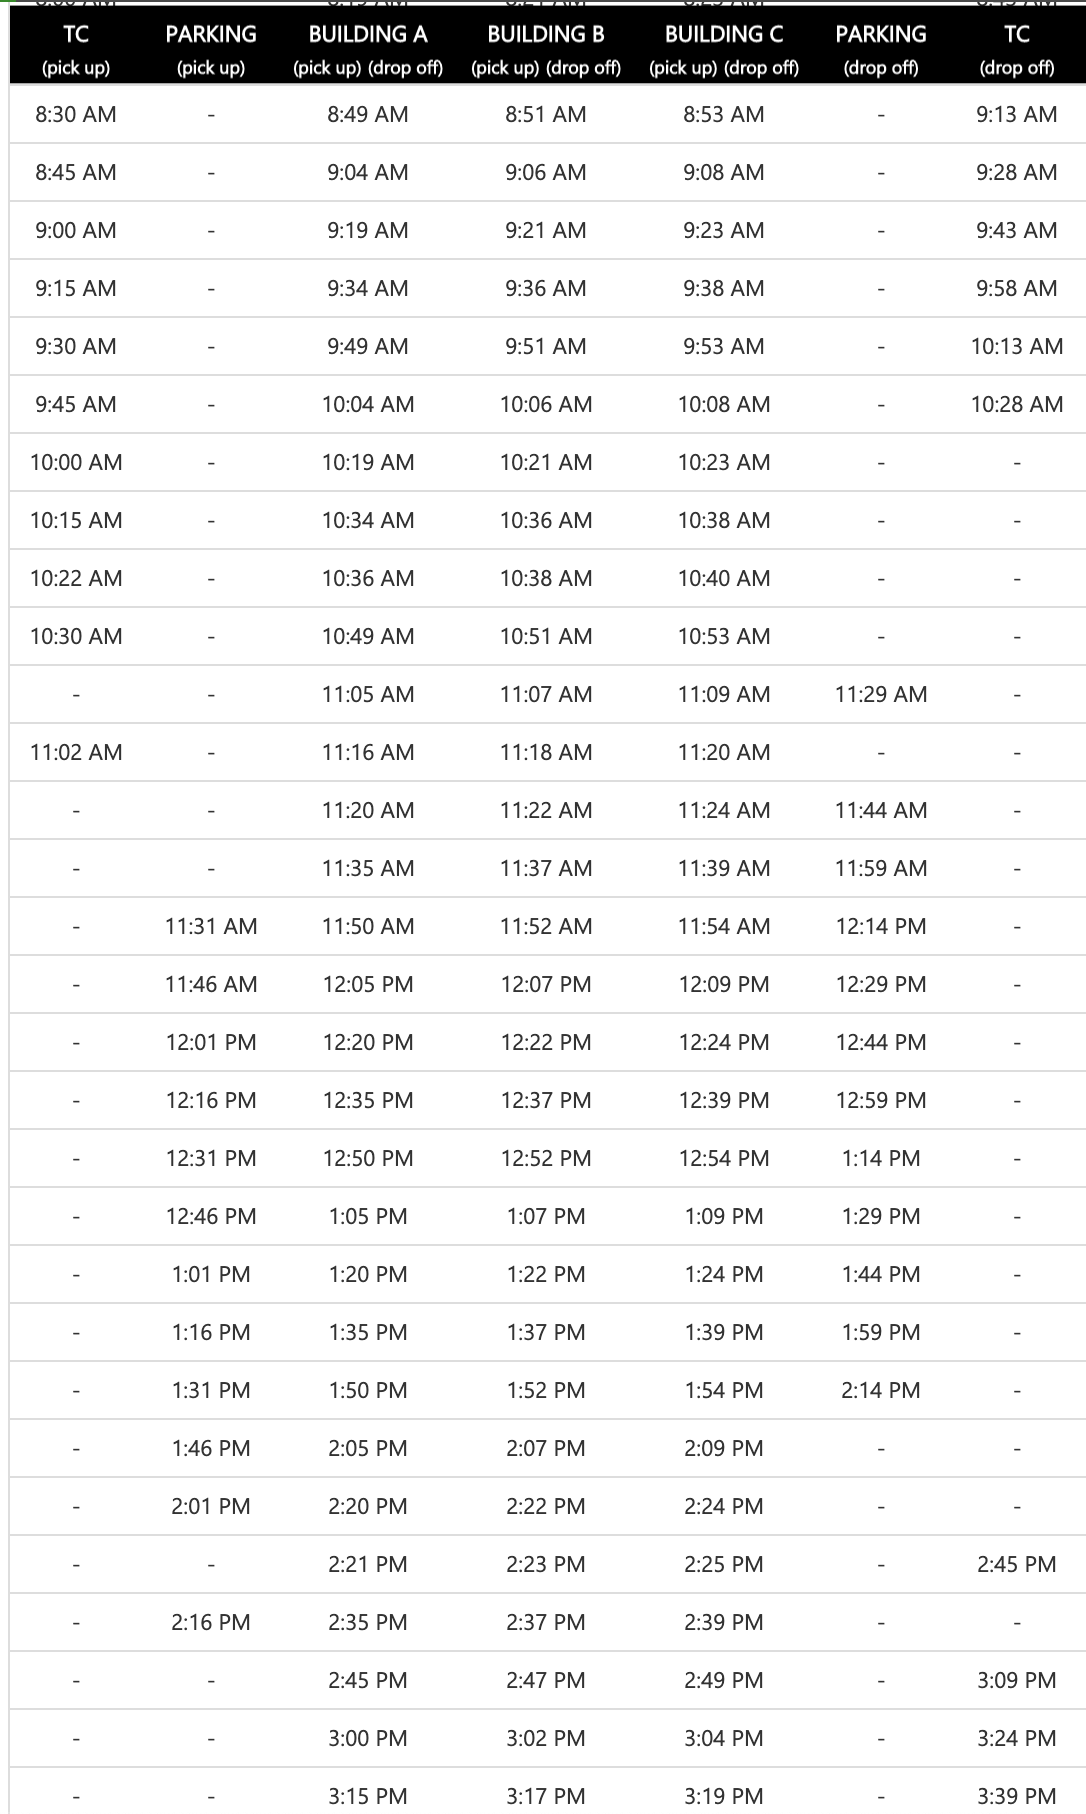 TC PARKING BUILDING A BUILDING B BUILDING C PARKING TC
(pick up) (pick up) (pick up) (drop off) (pick up) (drop off) (pick up) (drop off) (drop off) (drop off)
8:30 AM - 8:49 AM 8:51 AM 8:53 AM - 9:13 AM
8:45 AM - 9:04 AM 9:06 AM 9:08 AM - 9:28 AM
9:00 AM - 9:19 AM 9:21 AM 9:23 AM - 9:43 AM
9:15 AM - 9:34 AM 9:36 AM 9:38 AM - 9:58 AM
9:30 AM - 9:49 AM 9:51 AM 9:53 AM - 10:13 AM
9:45 AM - 10:04 AM 10:06 AM 10:08 AM - 10:28 AM
10:00 AM - 10:19 AM 10:21 AM 10:23 AM - -
10:15 AM - 10:34 AM 10:36 AM 10:38 AM - -
10:22 AM - 10:36 AM 10:38 AM 10:40 AM - -
10:30 AM - 10:49 AM 10:51 AM 10:53 AM - -
- - 11:05 AM 11:07 AM 11:09 AM 11:29 AM -
11:02 AM - 11:16 AM 11:18 AM 11:20 AM - -
- - 11:20 AM 11:22 AM 11:24 AM 11:44 AM -
- - 11:35 AM 11:37 AM 11:39 AM 11:59 AM -
- 11:31 AM 11:50 AM 11:52 AM 11:54 AM 12:14 PM -
- 11:46 AM 12:05 PM 12:07 PM 12:09 PM 12:29 PM -
- 12:01 PM 12:20 PM 12:22 PM 12:24 PM 12:44 PM -
- 12:16 PM 12:35 PM 12:37 PM 12:39 PM 12:59 PM -
- 12:31 PM 12:50 PM 12:52 PM 12:54 PM 1:14 PM -
- 12:46 PM 1:05 PM 1:07 PM 1:09 PM 1:29 PM -
- 1:01 PM 1:20 PM 1:22 PM 1:24 PM 1:44 PM -
- 1:16 PM 1:35 PM 1:37 PM 1:39 PM 1:59 PM -
- 1:31 PM 1:50 PM 1:52 PM 1:54 PM 2:14 PM -
- 1:46 PM 2:05 PM 2:07 PM 2:09 PM - -
- 2:01 PM 2:20 PM 2:22 PM 2:24 PM - -
- - 2:21 PM 2:23 PM 2:25 PM - 2:45 PM
- 2:16 PM 2:35 PM 2:37 PM 2:39 PM - -
- - 2:45 PM 2:47 PM 2:49 PM - 3:09 PM
- - 3:00 PM 3:02 PM 3:04 PM - 3:24 PM
- - 3:15 PM 3:17 PM 3:19 PM - 3:39 PM